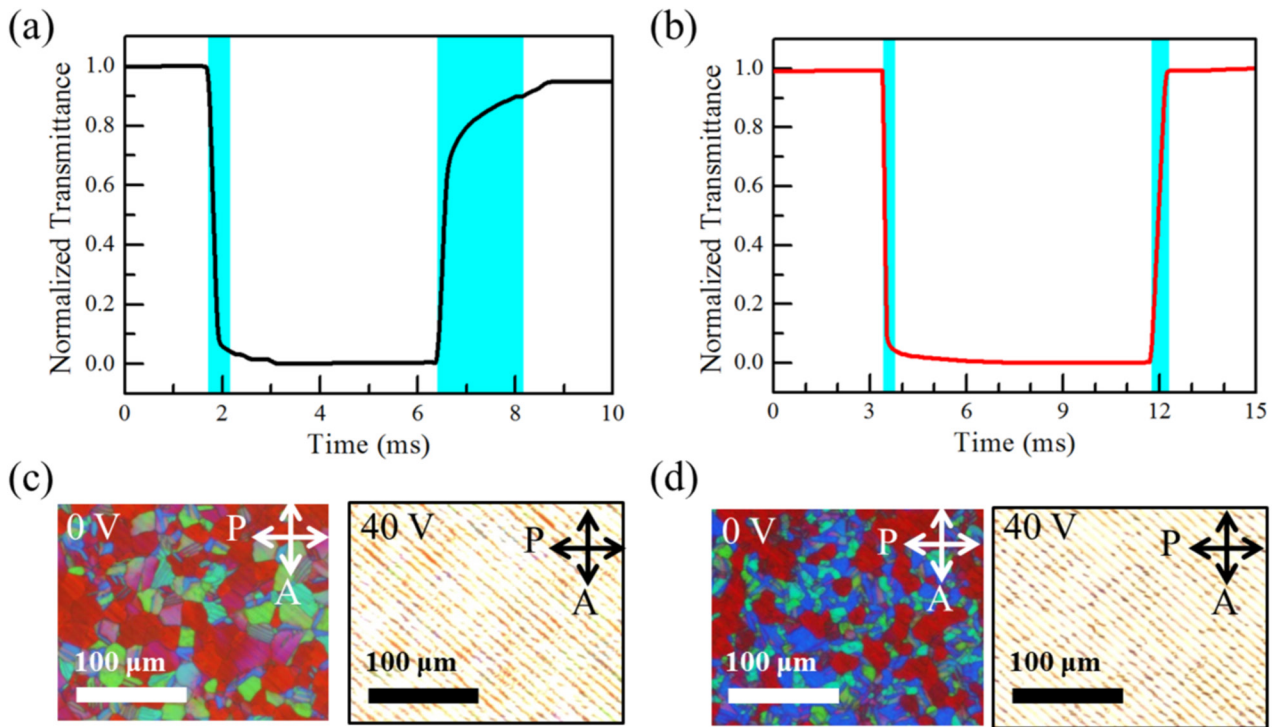 (a)
Normalized Transmittance
1.0
0.8
0.6
0.4
0.2
0.0
0 2 4 6 8 10
Time (ms)
(b)
Normalized Transmittance
1.0
0.8
0.6
0.4
0.2
0.0
0 3 6 9 12 15
Time (ms)
(c)
0 V
P
A
100 μm
40 V
P
A
100 μm
(d)
0 V
P
A
100 μm
40 V
P
A
100 μm